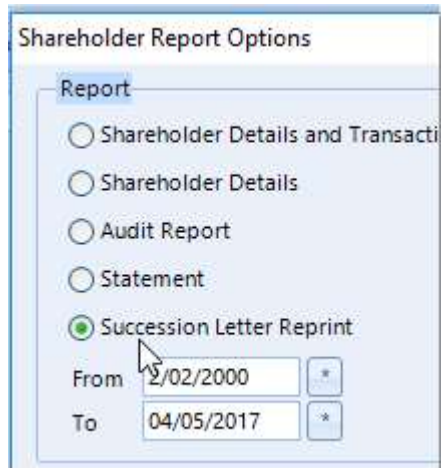 Shareholder Report Options
Report
Shareholder Details and Transacti
Shareholder Details
Audit Report
Statement
Succession Letter Reprint
From 2/02/2000 *
To 04/05/2017 *